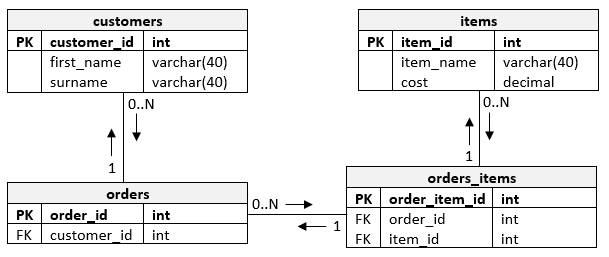 customers
PK customer_id int
first_name varchar(40)
surname varchar(40)
items
PK item_id int
item_name varchar(40)
cost decimal
0..N
1
0..N
1
orders
PK order_id int
FK customer_id int
0..N
1
orders_items
PK order_item_id int
FK order_id int
FK item_id int